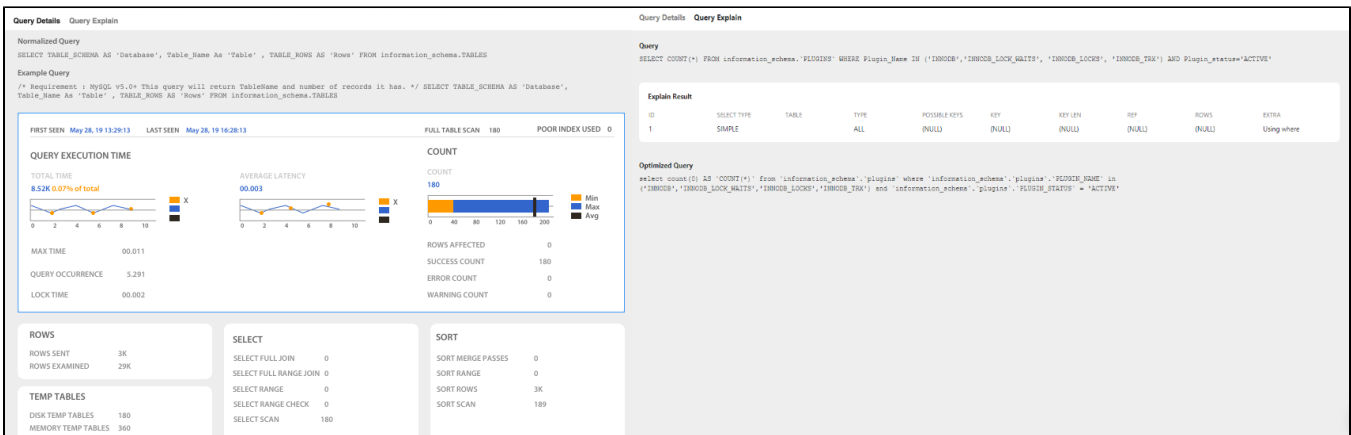 Query Details Query Explain
Normalized Query
SELECT TABLE_SCHEMA AS 'Database', Table_Name As 'Table' , TABLE_ROWS AS 'Rows' FROM information_schema.TABLES
Example Query
/* Requirement : MySQL v5.0+ This query will return TableName and number of records it has. */ SELECT TABLE_SCHEMA AS 'Database',
Table_Name As 'Table' , TABLE_ROWS AS 'Rows' FROM information_schema.TABLES
FIRST SEEN May 28, 19 13:29:13 LAST SEEN May 28, 19 16:28:13 FULL TABLE SCAN 180 POOR INDEX USED 0
QUERY EXECUTION TIME
TOTAL TIME
8.52K 0.07% of total
X
0 2 4 6 8 10
AVERAGE LATENCY
00.003
X
0 2 4 6 8 10
MAX TIME 00.011
QUERY OCCURRENCE 5.291
LOCK TIME 00.002
COUNT
COUNT
180
Min
Max
Avg
0 40 80 120 160 200
ROWS AFFECTED 0
SUCCESS COUNT 180
ERROR COUNT 0
WARNING COUNT 0
ROWS
ROWS SENT 3K
ROWS EXAMINED 29K
TEMP TABLES
DISK TEMP TABLES 180
MEMORY TEMP TABLES 360
SELECT
SELECT FULL JOIN 0
SELECT FULL RANGE JOIN 0
SELECT RANGE 0
SELECT RANGE CHECK 0
SELECT SCAN 180
SORT
SORT MERGE PASSES 0
SORT RANGE 0
SORT ROWS 3K
SORT SCAN 189
Query Details Query Explain
Query
SELECT COUNT(*) FROM information_schema.`PLUGINS` WHERE Plugin_Name IN ('INNODB','INNODB_LOCK_WAITS', 'INNODB_LOCKS', 'INNODB_TRX') AND Plugin_status='ACTIVE'
Explain Result
ID SELECT TYPE TABLE TYPE POSSIBLE KEYS KEY KEY LEN REF ROWS EXTRA
1 SIMPLE ALL (NULL) (NULL) (NULL) (NULL) (NULL) Using where
Optimized Query
select count(0) AS `COUNT(*)` from `information_schema`.`plugins` where `information_schema`.`plugins`.`PLUGIN_NAME` in
('INNODB','INNODB_LOCK_WAITS','INNODB_LOCKS','INNODB_TRX') and `information_schema`.`plugins`.`PLUGIN_STATUS` = 'ACTIVE'